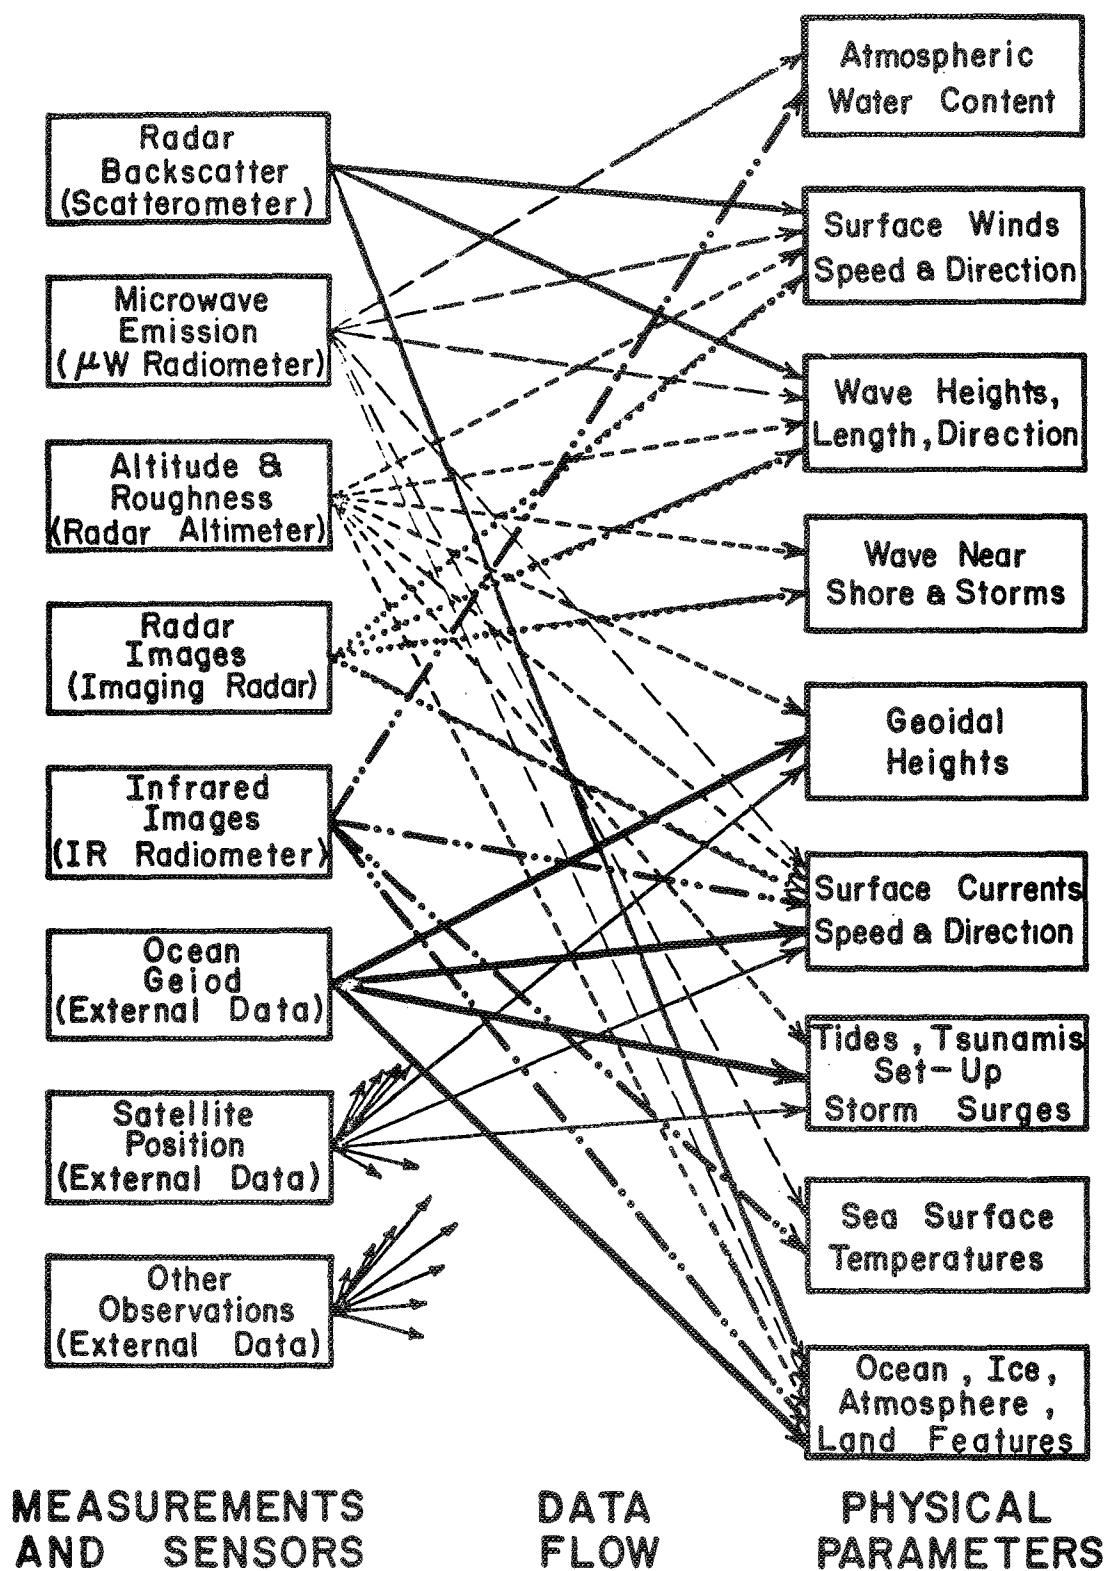 Radar
Backscatter
(Scatterometer)
Microwave
Emission
(μW Radiometer)
Altitude &
Roughness
(Radar Altimeter)
Radar
Images
(Imaging Radar)
Infrared
Images
(IR Radiometer)
Ocean
Geiod
(External Data)
Satellite
Position
(External Data)
Other
Observations
(External Data)
MEASUREMENTS
AND SENSORS
DATA
FLOW
Atmospheric
Water Content
Surface Winds
Speed & Direction
Wave Heights,
Length, Direction
Wave Near
Shore & Storms
Geoidal
Heights
Surface Currents
Speed & Direction
Tides, Tsunamis
Set-Up
Storm Surges
Sea Surface
Temperatures
Ocean, Ice,
Atmosphere,
Land Features
PHYSICAL
PARAMETERS